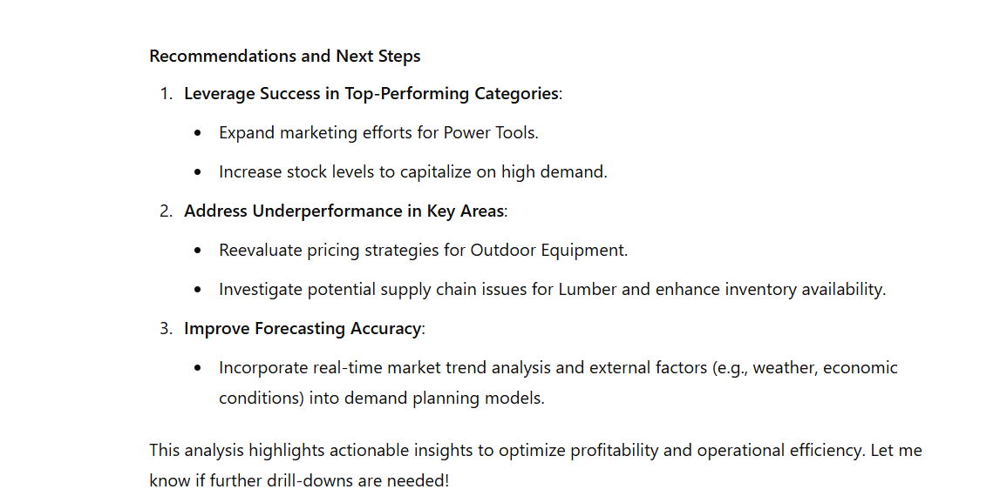 Recommendations and Next Steps
1. Leverage Success in Top-Performing Categories:
• Expand marketing efforts for Power Tools.
• Increase stock levels to capitalize on high demand.
2. Address Underperformance in Key Areas:
• Reevaluate pricing strategies for Outdoor Equipment.
• Investigate potential supply chain issues for Lumber and enhance inventory availability.
3. Improve Forecasting Accuracy:
• Incorporate real-time market trend analysis and external factors (e.g., weather, economic
conditions) into demand planning models.
This analysis highlights actionable insights to optimize profitability and operational efficiency. Let me
know if further drill-downs are needed!